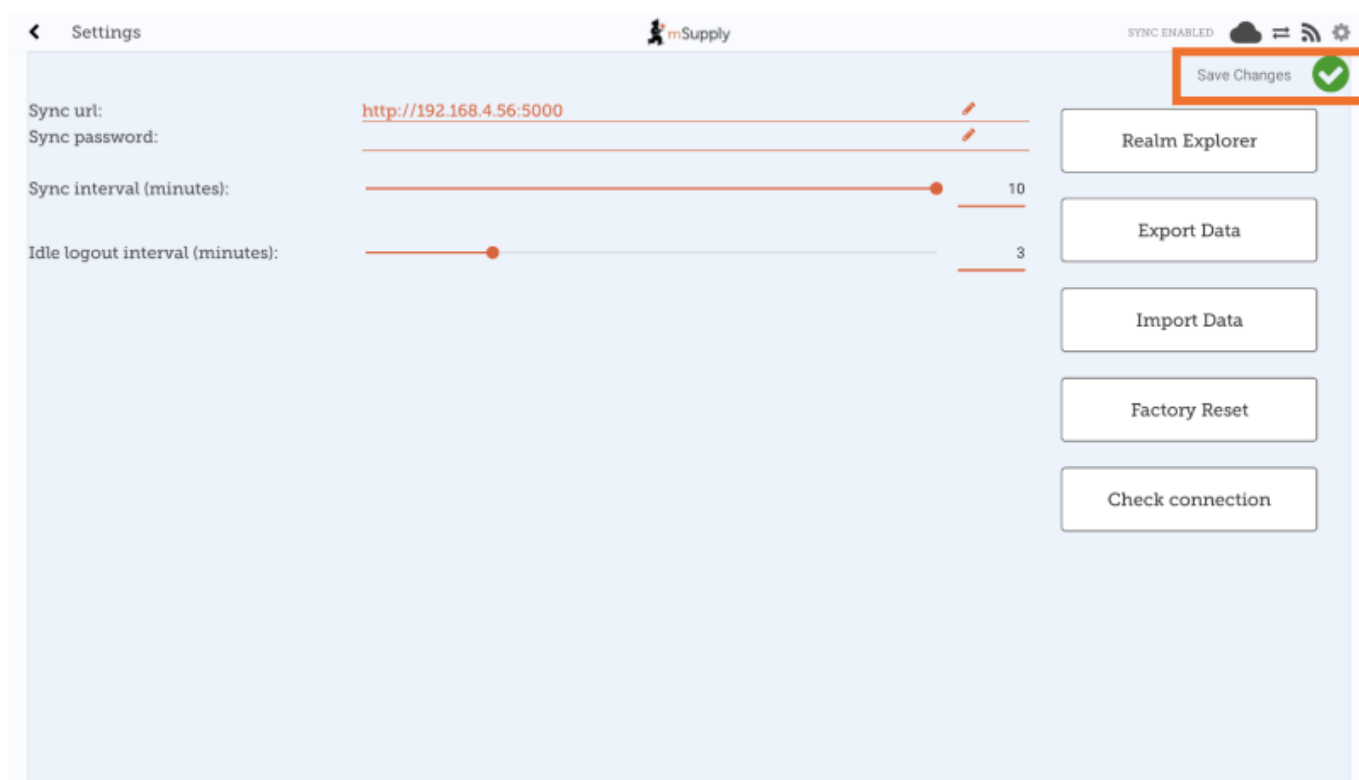 Settings
mSupply
SYNC ENABLED
Save Changes
Sync url:
http://192.168.4.56:5000
Sync password:
Sync interval (minutes):
10
Idle logout interval (minutes):
3
Realm Explorer
Export Data
Import Data
Factory Reset
Check connection